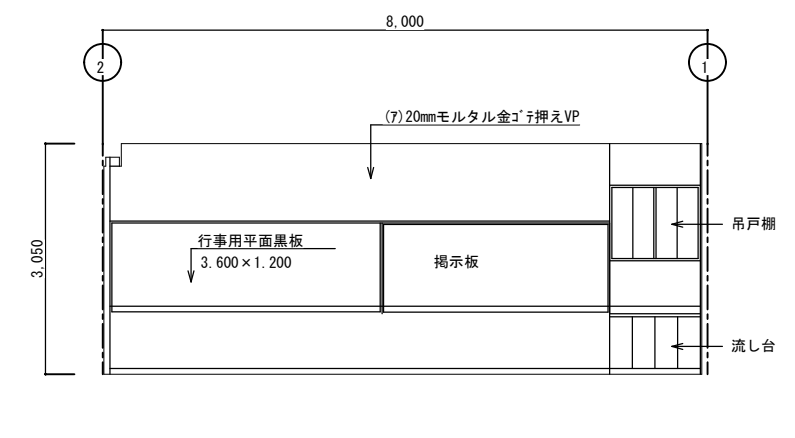 8,000
2
1
(ｱ)20mmモルタル金ｺﾞﾃ押えVP
吊戸棚
行事用平面黒板
3.600×1.200
掲示板
3,050
流し台